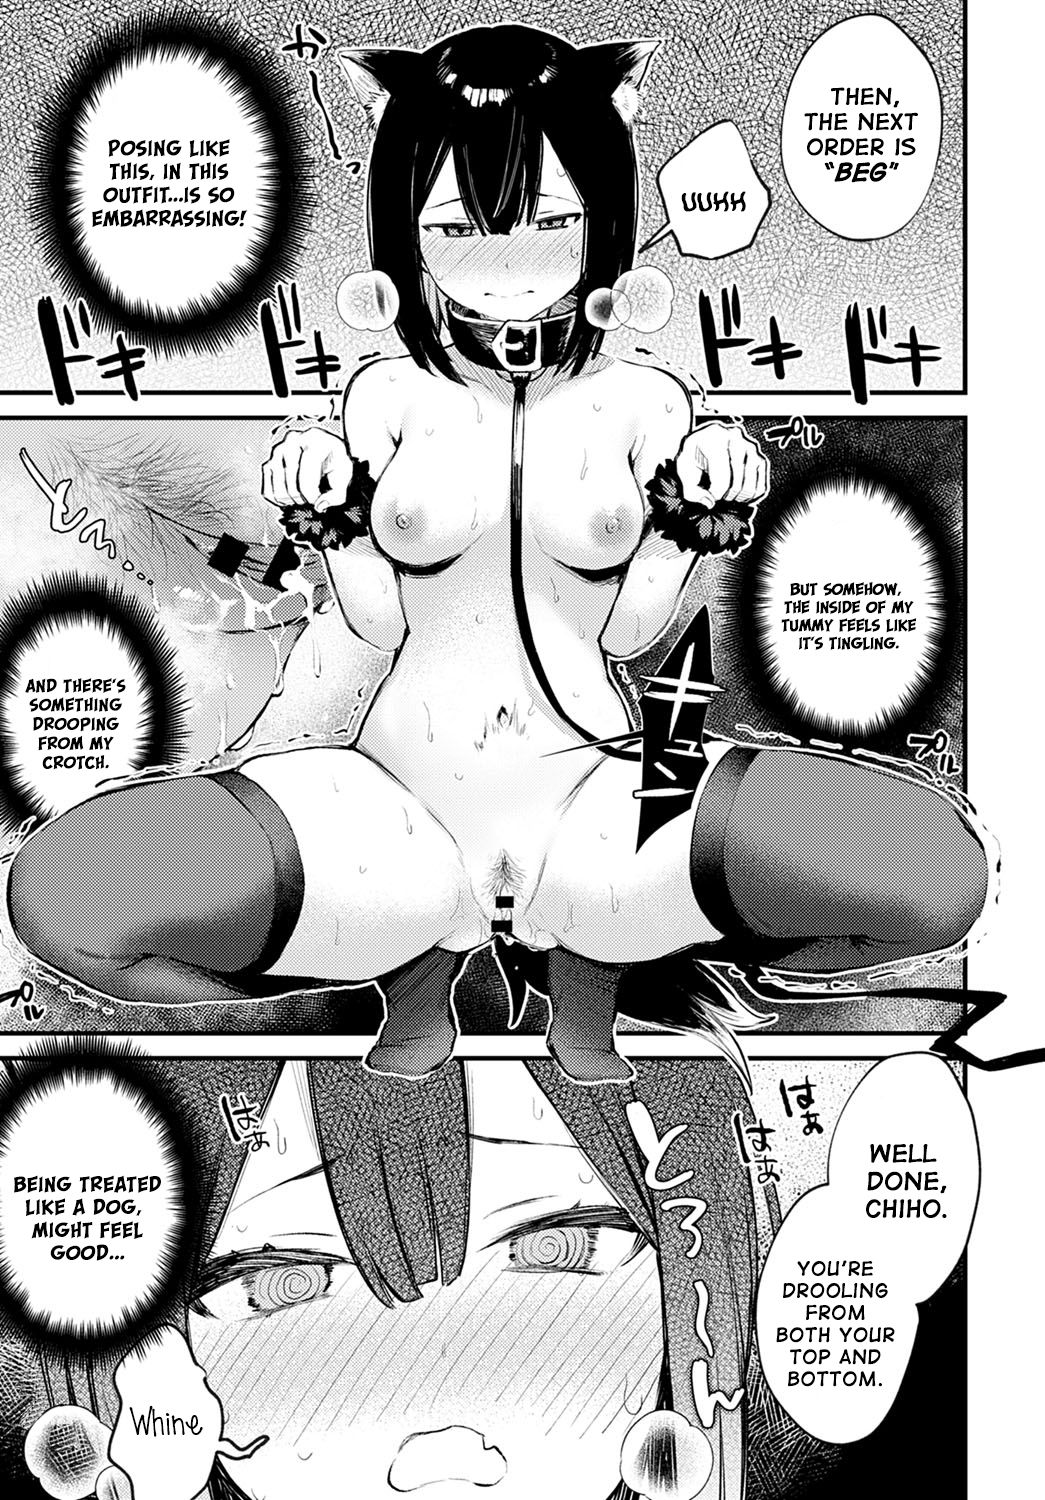 THEN,
THE NEXT
ORDER IS
"BEG"
UUHH
POSING LIKE
THIS, IN THIS
OUTFIT...IS SO
EMBARRASSING!
か～っ
ドキ
ドキ
ドキ
ドキ
プル
BUT SOMEHOW,
THE INSIDE OF MY
TUMMY FEELS LIKE
IT'S TINGLING.
キュン
プル
AND THERE'S
SOMETHING
DROOPING
FROM MY
CROTCH.
プル
WELL
DONE,
CHIHO.
YOU'RE
DROOLING
FROM
BOTH YOUR
TOP AND
BOTTOM.
はぁ
はぁ
とろ～ん
はぁ
BEING TREATED
LIKE A DOG,
MIGHT FEEL
GOOD...
Whine